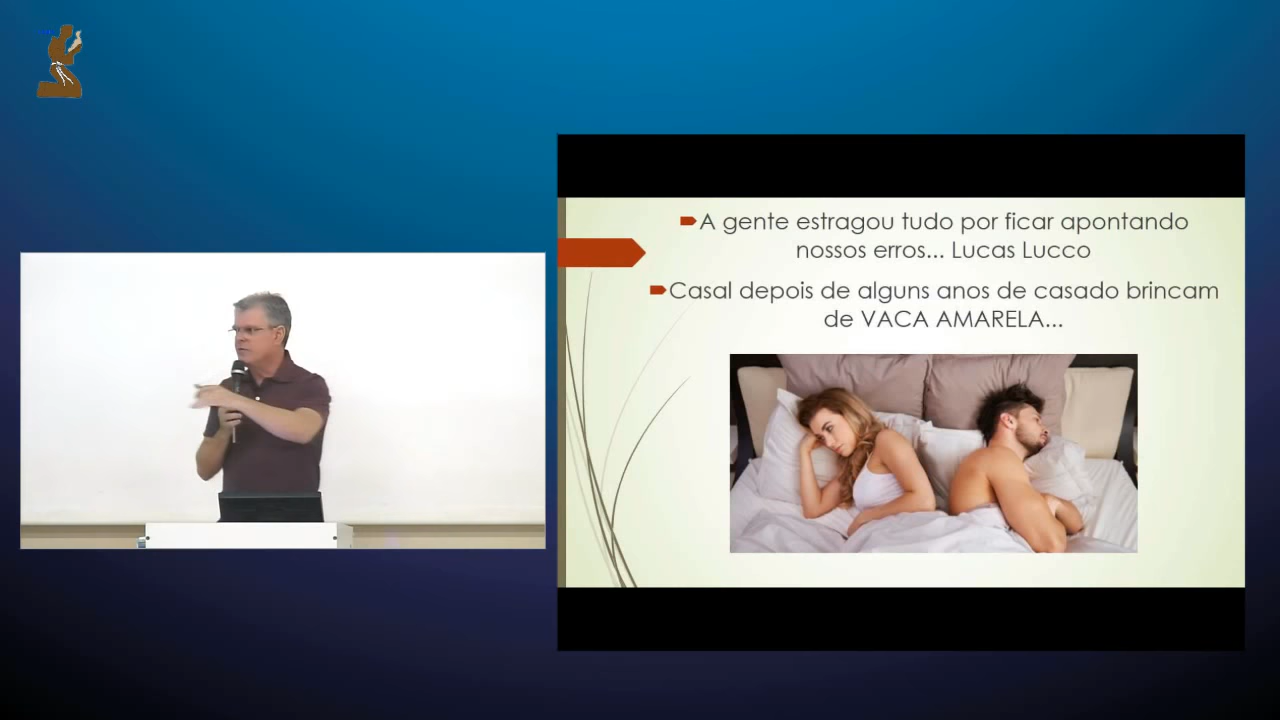 A gente estragou tudo por ficar apontando
nossos erros... Lucas Lucco
Casal depois de alguns anos de casado brincam
de VACA AMARELA...